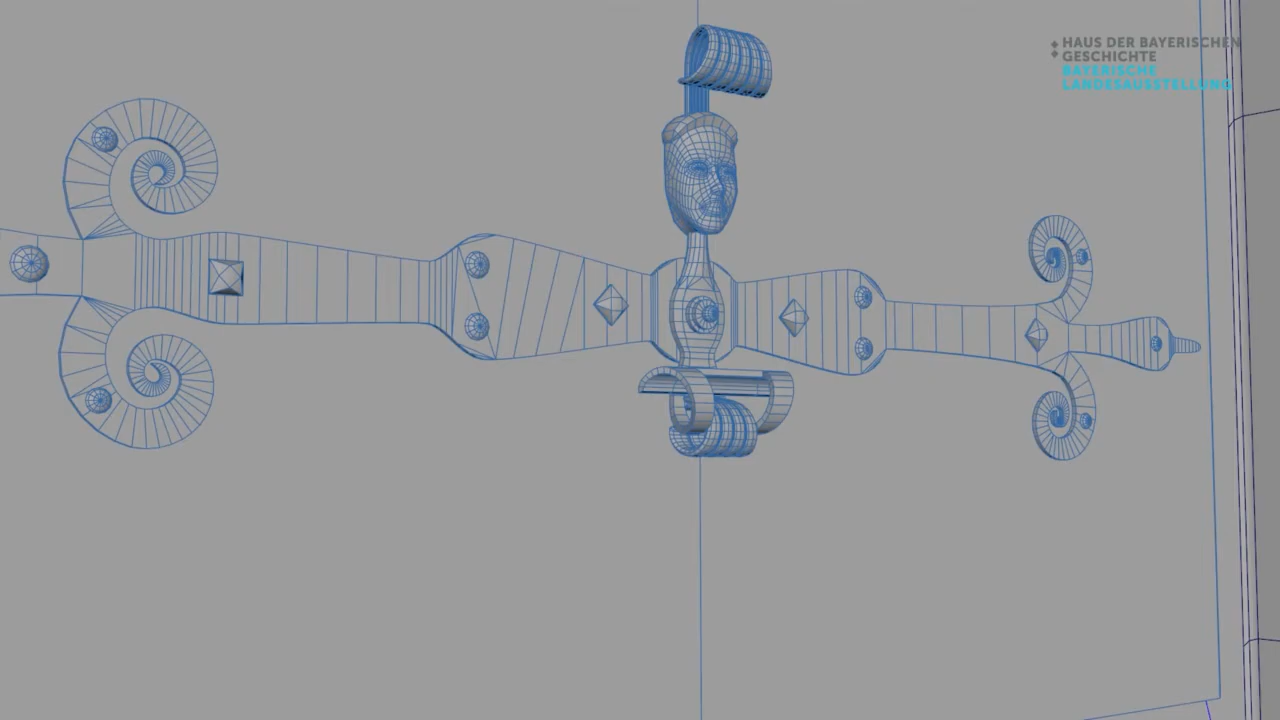 HAUS DER BAYERISCHEN
GESCHICHTE
BAYERISCHE
LANDESAUSSTELLUNG